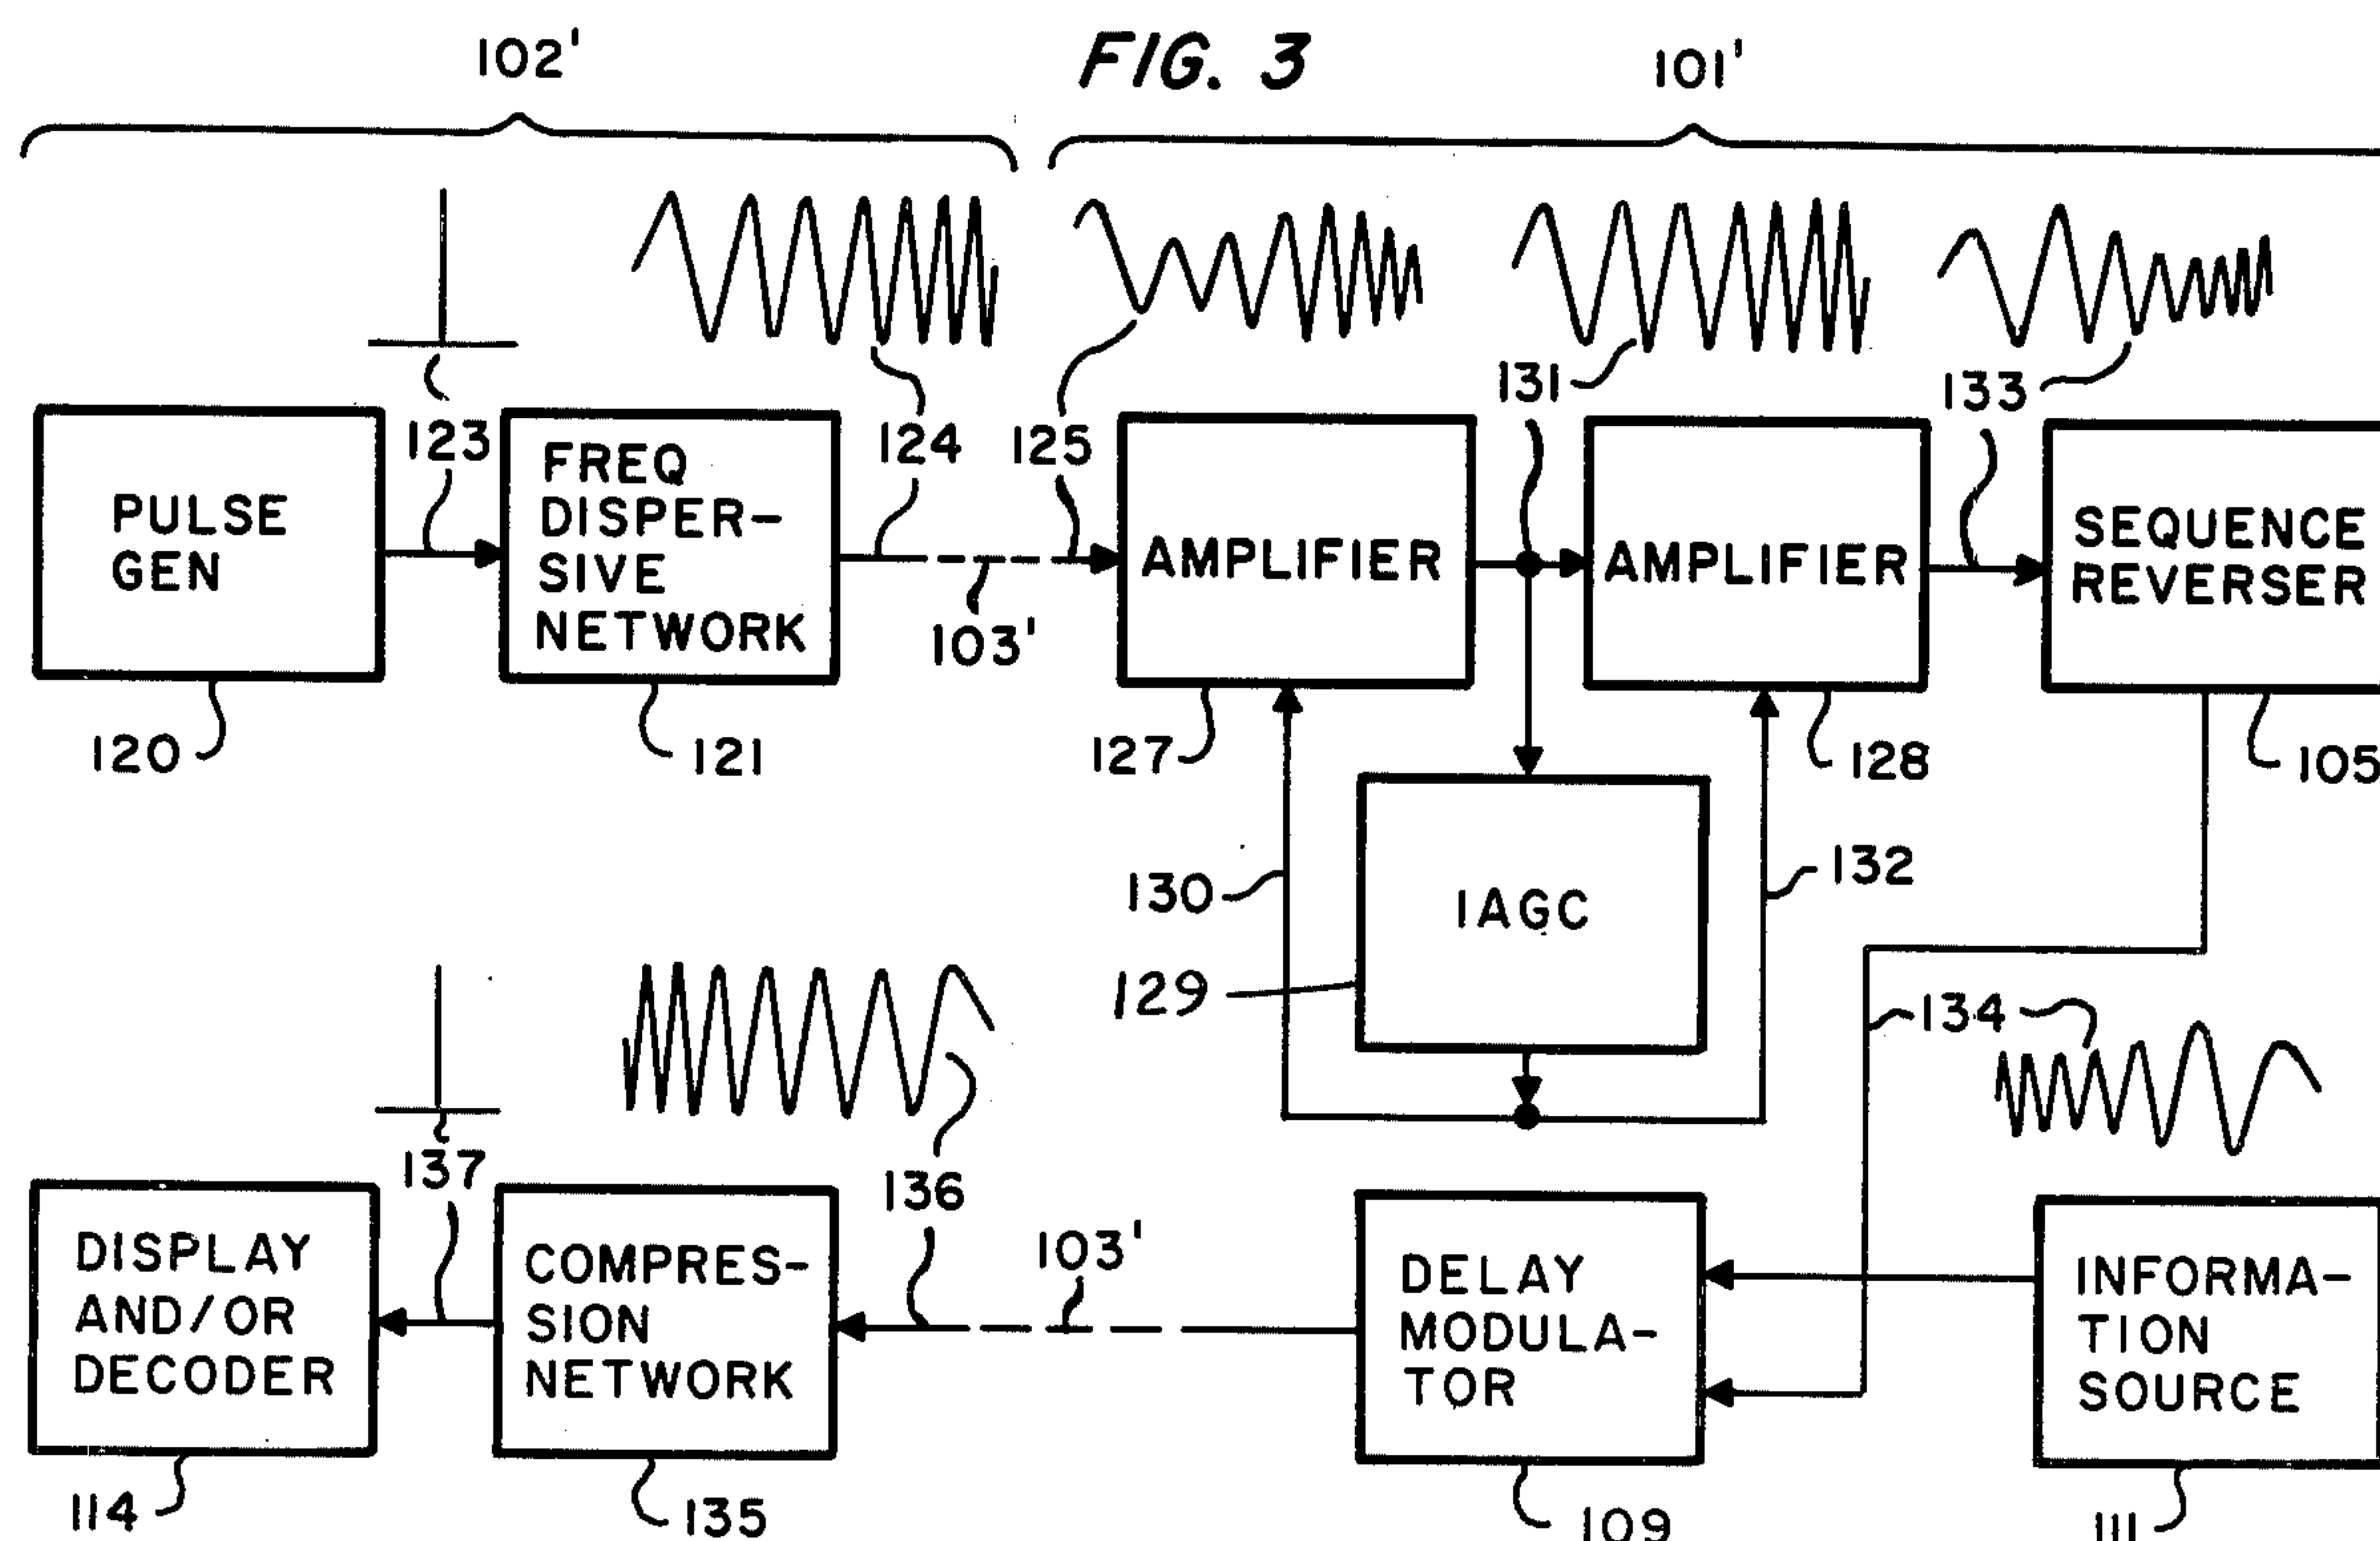 102'
FIG. 3
101'
123
124
125
131
133
PULSE
GEN
FREQ
DISPER-
SIVE
NETWORK
103'
AMPLIFIER
AMPLIFIER
SEQUENCE
REVERSER
120
121
127
128
105
130
IAGC
132
129
134
137
136
103'
DISPLAY
AND/OR
DECODER
COMPRES-
SION
NETWORK
DELAY
MODULA-
TOR
INFORMA-
TION
SOURCE
114
135
109
111